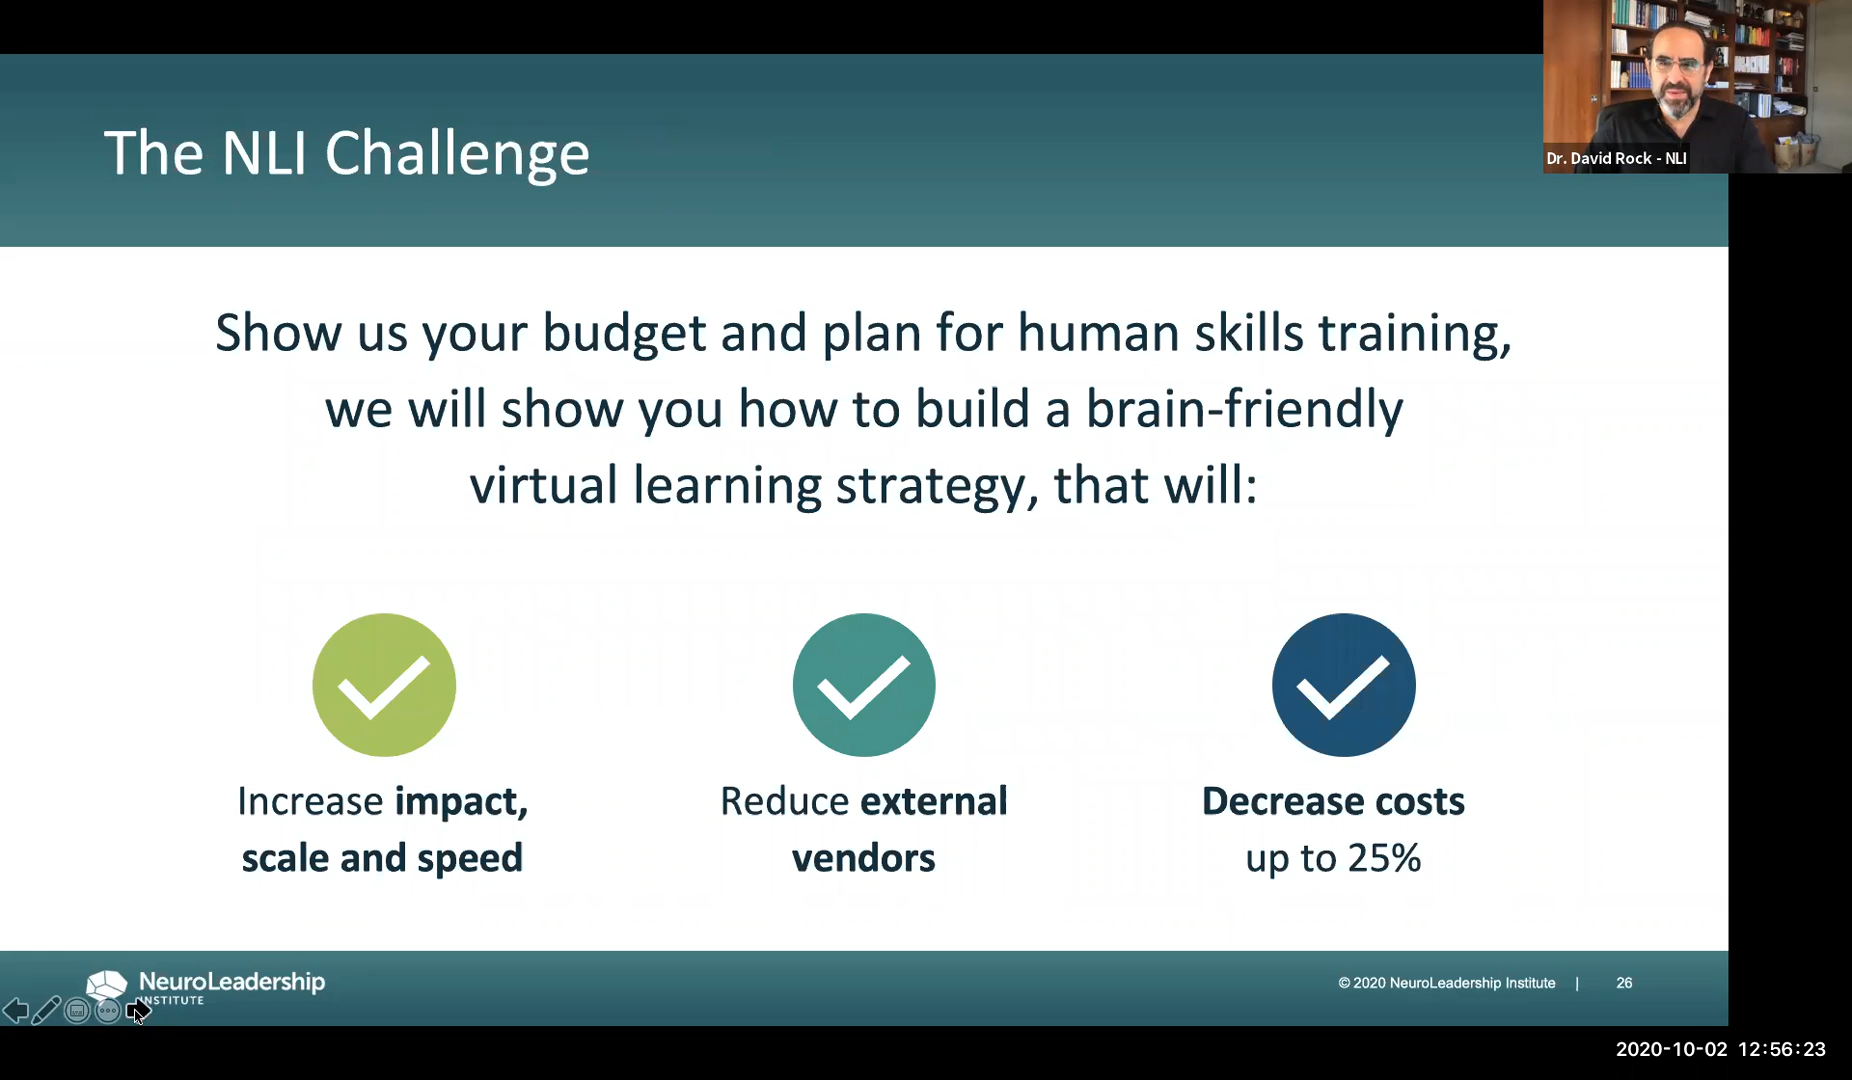 The NLI Challenge
Dr. David Rock - NLI
Show us your budget and plan for human skills training,
we will show you how to build a brain-friendly
virtual learning strategy, that will:
Increase impact,
scale and speed
Reduce external
vendors
Decrease costs
up to 25%
NeuroLeadership
INSTITUTE
© 2020 NeuroLeadership Institute | 26
2020-10-02 12:56:23